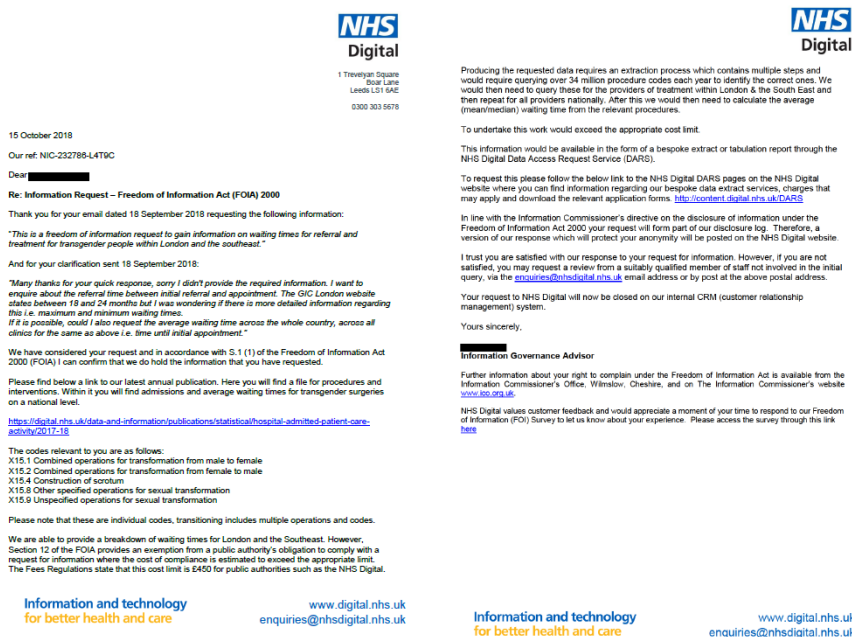 NHS
Digital
1 Trevelyan Square
Boar Lane
Leeds LS1 6AE
0300 303 5678
15 October 2018
Our ref: NIC-232786-L4T9C
Dear
Re: Information Request – Freedom of Information Act (FOIA) 2000
Thank you for your email dated 18 September 2018 requesting the following information:
"This is a freedom of information request to gain information on waiting times for referral and
treatment for transgender people within London and the southeast."
And for your clarification sent 18 September 2018:
"Many thanks for your quick response, sorry I didn't provide the required information. I want to
enquire about the referral time between initial referral and appointment. The GIC London website
states between 18 and 24 months but I was wondering if there is more detailed information regarding
this i.e. maximum and minimum waiting times.
If it is possible, could I also request the average waiting time across the whole country, across all
clinics for the same as above i.e. time until initial appointment."
We have considered your request and in accordance with S.1 (1) of the Freedom of Information Act
2000 (FOIA) I can confirm that we do hold the information that you have requested.
Please find below a link to our latest annual publication. Here you will find a file for procedures and
interventions. Within it you will find admissions and average waiting times for transgender surgeries
on a national level.
https://digital.nhs.uk/data-and-information/publications/statistical/hospital-admitted-patient-care-
activity/2017-18
The codes relevant to you are as follows:
X15.1 Combined operations for transformation from male to female
X15.2 Combined operations for transformation from female to male
X15.4 Construction of scrotum
X15.8 Other specified operations for sexual transformation
X15.9 Unspecified operations for sexual transformation
Please note that these are individual codes, transitioning includes multiple operations and codes.
We are able to provide a breakdown of waiting times for London and the Southeast. However,
Section 12 of the FOIA provides an exemption from a public authority's obligation to comply with a
request for information where the cost of compliance is estimated to exceed the appropriate limit.
The Fees Regulations state that this cost limit is £450 for public authorities such as the NHS Digital.
Information and technology
for better health and care
www.digital.nhs.uk
enquiries@nhsdigital.nhs.uk
NHS
Digital
Producing the requested data requires an extraction process which contains multiple steps and
would require querying over 34 million procedure codes each year to identify the correct ones. We
would then need to query these for the providers of treatment within London & the South East and
then repeat for all providers nationally. After this we would then need to calculate the average
(mean/median) waiting time from the relevant procedures.
To undertake this work would exceed the appropriate cost limit.
This information would be available in the form of a bespoke extract or tabulation report through the
NHS Digital Data Access Request Service (DARS).
To request this please follow the below link to the NHS Digital DARS pages on the NHS Digital
website where you can find information regarding our bespoke data extract services, charges that
may apply and download the relevant application forms. http://content.digital.nhs.uk/DARS
In line with the Information Commissioner's directive on the disclosure of information under the
Freedom of Information Act 2000 your request will form part of our disclosure log. Therefore, a
version of our response which will protect your anonymity will be posted on the NHS Digital website.
I trust you are satisfied with our response to your request for information. However, if you are not
satisfied, you may request a review from a suitably qualified member of staff not involved in the initial
query, via the enquiries@nhsdigital.nhs.uk email address or by post at the above postal address.
Your request to NHS Digital will now be closed on our internal CRM (customer relationship
management) system.
Yours sincerely,
Information Governance Advisor
Further information about your right to complain under the Freedom of Information Act is available from the
Information Commissioner's Office, Wilmslow, Cheshire, and on The Information Commissioner's website
www.ico.org.uk.
NHS Digital values customer feedback and would appreciate a moment of your time to respond to our Freedom
of Information (FOI) Survey to let us know about your experience. Please access the survey through this link
here
Information and technology
for better health and care
www.digital.nhs.uk
enquiries@nhsdigital.nhs.uk